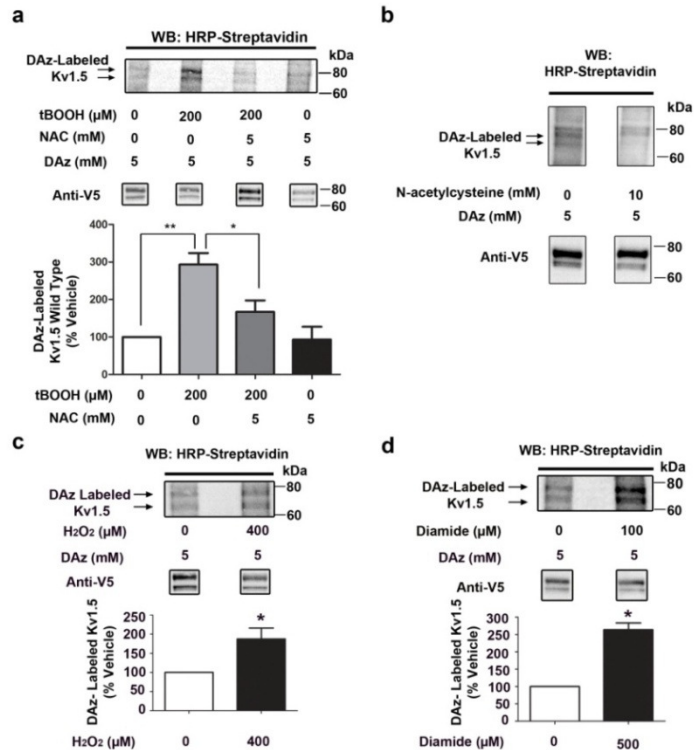 a
WB: HRP-Streptavidin
kDa
DAz-Labeled
Kv1.5
80
60
tBOOH (µM) 0 200 200 0
NAC (mM) 0 0 5 5
DAz (mM) 5 5 5 5
Anti-V5
80
60
DAz-Labeled
Kv1.5 Wild Type
(% Vehicle)
400
300
200
100
0
**
*
tBOOH (µM) 0 200 200 0
NAC (mM) 0 0 5 5
b
WB:
HRP-Streptavidin
kDa
DAz-Labeled
Kv1.5
80
60
N-acetylcysteine (mM) 0 10
DAz (mM) 5 5
Anti-V5
80
60
c
WB: HRP-Streptavidin
kDa
DAz Labeled
Kv1.5
80
60
H2O2 (µM) 0 400
DAz (mM) 5 5
Anti-V5
DAz- Labeled Kv1.5
(% Vehicle)
250
200
150
100
50
0
*
H2O2 (µM) 0 400
d
WB: HRP-Streptavidin
kDa
DAz-Labeled
Kv1.5
80
60
Diamide (µM) 0 100
DAz (mM) 5 5
Anti-V5
DAz- Labeled Kv1.5
(% Vehicle)
300
250
200
150
100
50
0
*
Diamide (µM) 0 500